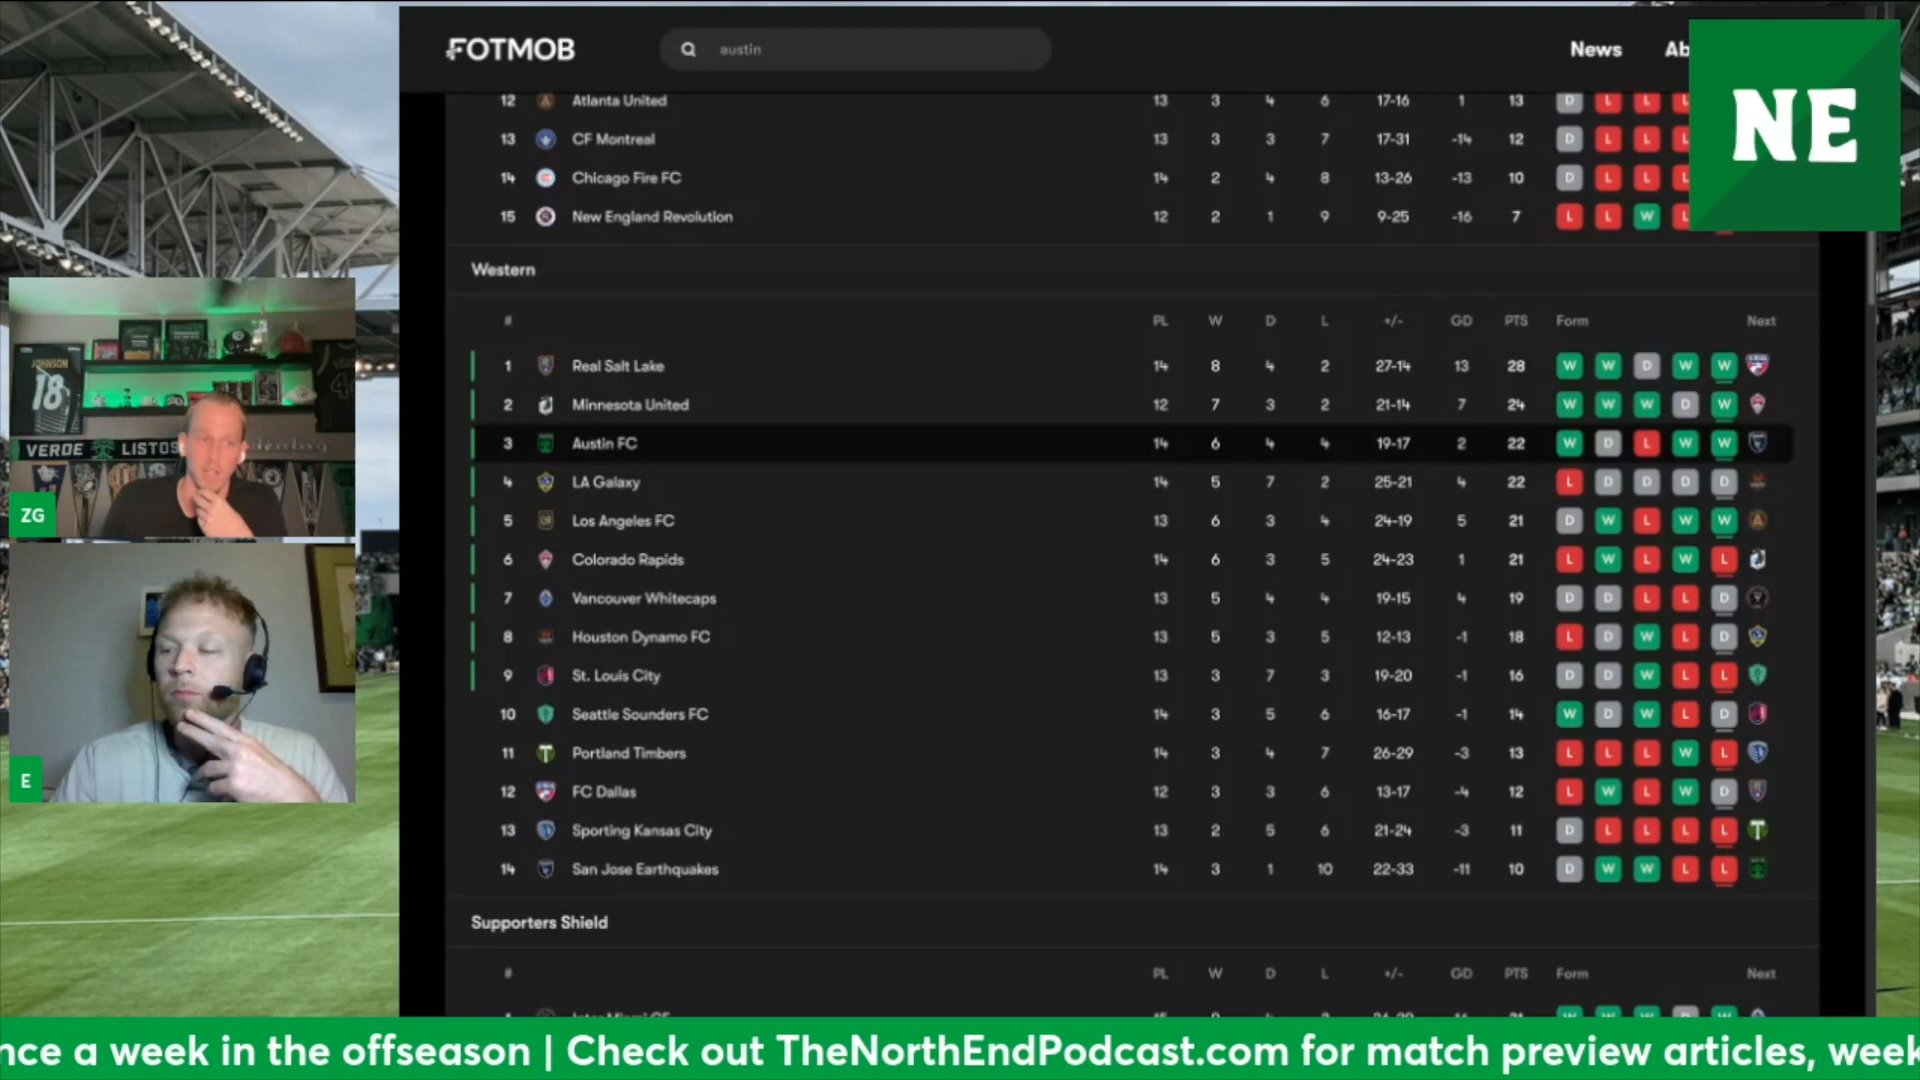 FOTMOB
austin
News
Ab
NE
12 Atlanta United 13 3 4 6 17-16 1 13 D L L L
13 CF Montreal 13 3 3 7 17-31 -14 12 D L L L
14 Chicago Fire FC 14 2 4 8 13-26 -13 10 D L L L
15 New England Revolution 12 2 1 9 9-25 -16 7 L L W L
Western
# PL W D L +/- GD PTS Form Next
1 Real Salt Lake 14 8 4 2 27-14 13 28 W W D W W
2 Minnesota United 12 7 3 2 21-14 7 24 W W W D W
3 Austin FC 14 6 4 4 19-17 2 22 W D L W W
4 LA Galaxy 14 5 7 2 25-21 4 22 L D D D D
5 Los Angeles FC 13 6 3 4 24-19 5 21 D W L W W
6 Colorado Rapids 14 6 3 5 24-23 1 21 L W L W L
7 Vancouver Whitecaps 13 5 4 4 19-15 4 19 D D L L D
8 Houston Dynamo FC 13 5 3 5 12-13 -1 18 L D W L D
9 St. Louis City 13 3 7 3 19-20 -1 16 D D W L L
10 Seattle Sounders FC 14 3 5 6 16-17 -1 14 W D W L D
11 Portland Timbers 14 3 4 7 26-29 -3 13 L L L W L
12 FC Dallas 12 3 3 6 13-17 -4 12 L W L W D
13 Sporting Kansas City 13 2 5 6 21-24 -3 11 D L L L L
14 San Jose Earthquakes 14 3 1 10 22-33 -11 10 D W W L L
Supporters Shield
# PL W D L +/- GD PTS Form Next
JOHNSON
18
VERDE LISTOS
ZG
E
nce a week in the offseason | Check out TheNorthEndPodcast.com for match preview articles, week